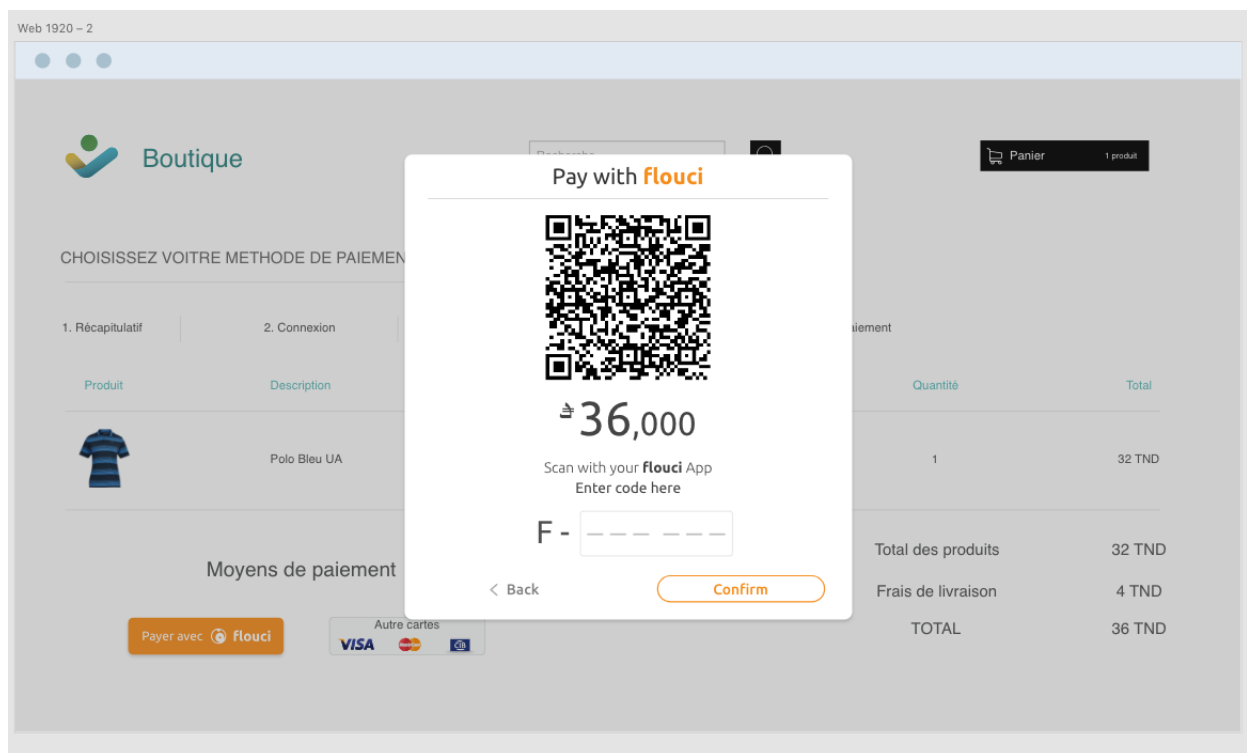 Web 1920 – 2
Boutique
Panier 1 produit
Pay with flouci
CHOISISSEZ VOITRE METHODE DE PAIEMEN
1. Récapitulatif 2. Connexion aiement
Produit Description Quantité Total
36,000
Polo Bleu UA 1 32 TND
Scan with your flouci App
Enter code here
F - _ _ _ _ _ _
Total des produits 32 TND
Moyens de paiement
< Back Confirm
Frais de livraison 4 TND
Payer avec flouci
Autre cartes
VISA
TOTAL 36 TND